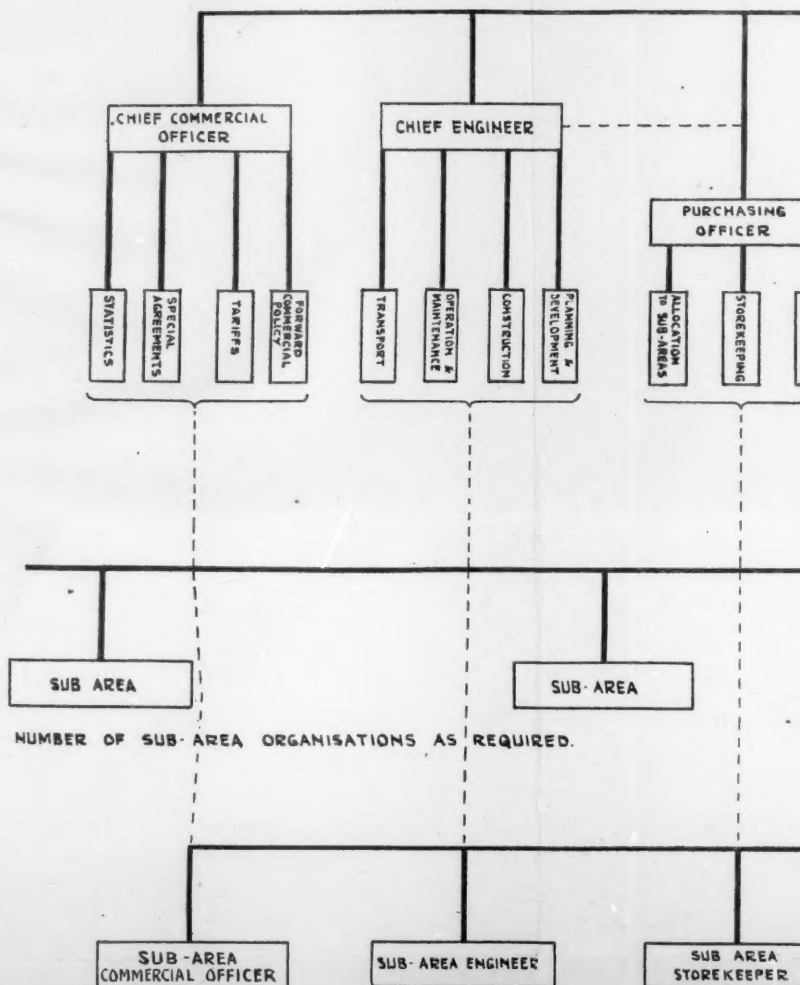 CHIEF COMMERCIAL
OFFICER
CHIEF ENGINEER
PURCHASING
OFFICER
STATISTICS
SPECIAL
AGREEMENTS
TARIFFS
FORWARD
COMMERCIAL
POLICY
TRANSPORT
OPERATION &
MAINTENANCE
CONSTRUCTION
PLANNING &
DEVELOPMENT
ALLOCATION
TO SUB-AREAS
STOREKEEPING
SUB AREA
SUB-AREA
NUMBER OF SUB-AREA ORGANISATIONS AS REQUIRED.
SUB-AREA
COMMERCIAL OFFICER
SUB-AREA ENGINEER
SUB AREA
STOREKEEPER